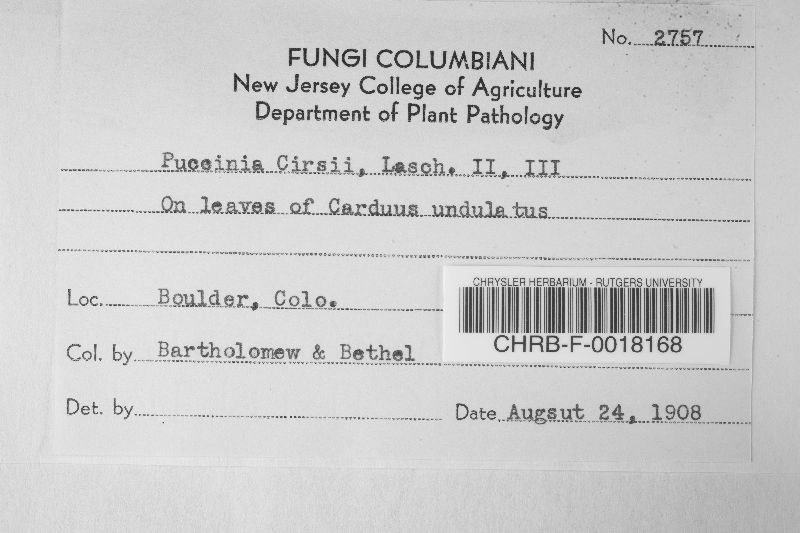 No. 2757
FUNGI COLUMBIANI
New Jersey College of Agriculture
Department of Plant Pathology
Puccinia Cirsii, Lasch. II, III
On leaves of Carduus undulatus
Loc. Boulder, Colo.
CHRYSLER HERBARIUM - RUTGERS UNIVERSITY
CHRB-F-0018168
Col. by Bartholomew & Bethel
Det. by
Date Augsut 24, 1908